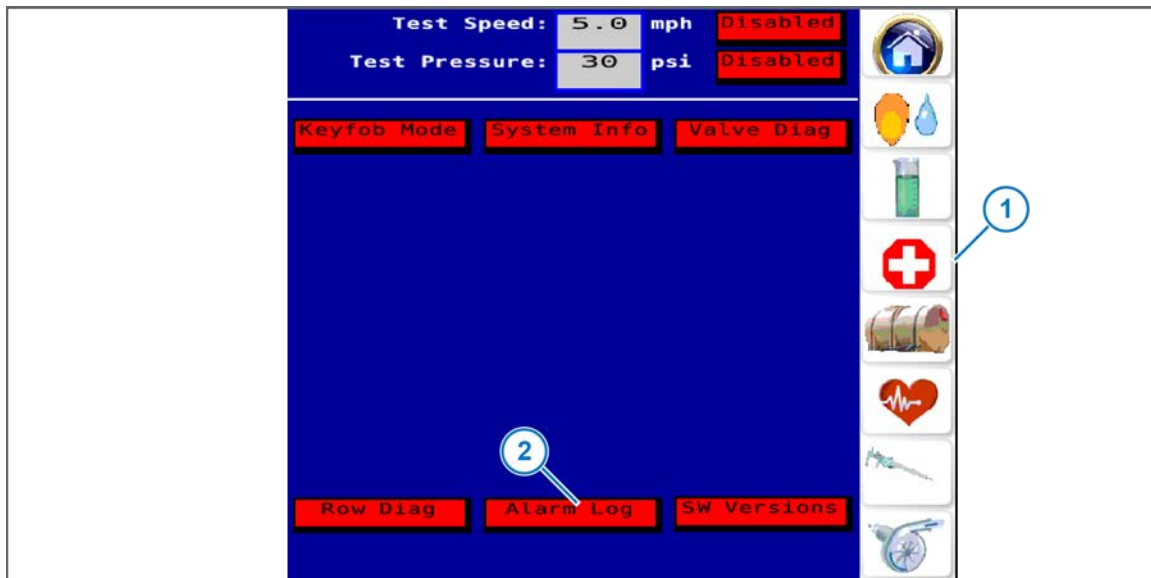 Test Speed: 5.0 mph Disabled
Test Pressure: 30 psi Disabled
Keyfob Mode System Info Valve Diag
1
2
Row Diag Alarm Log SW Versions